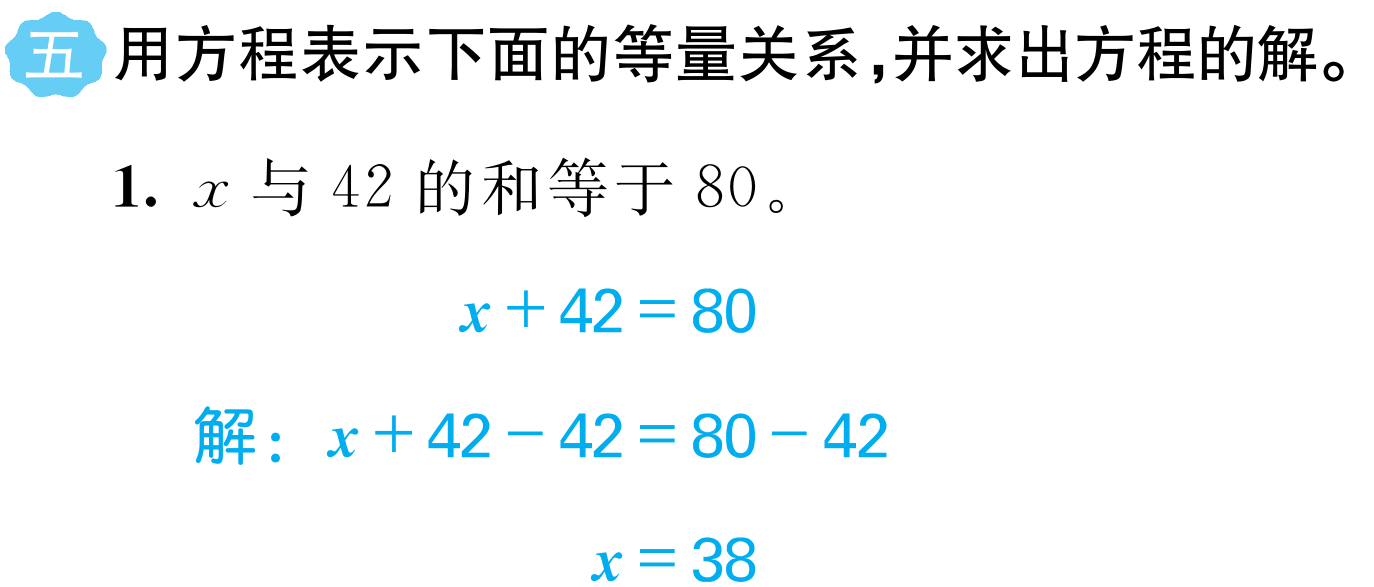 五 用方程表示下面的等量关系,并求出方程的解。
1. x 与 42 的和等于 80。
x + 42 = 80
解：x + 42 - 42 = 80 - 42
x = 38